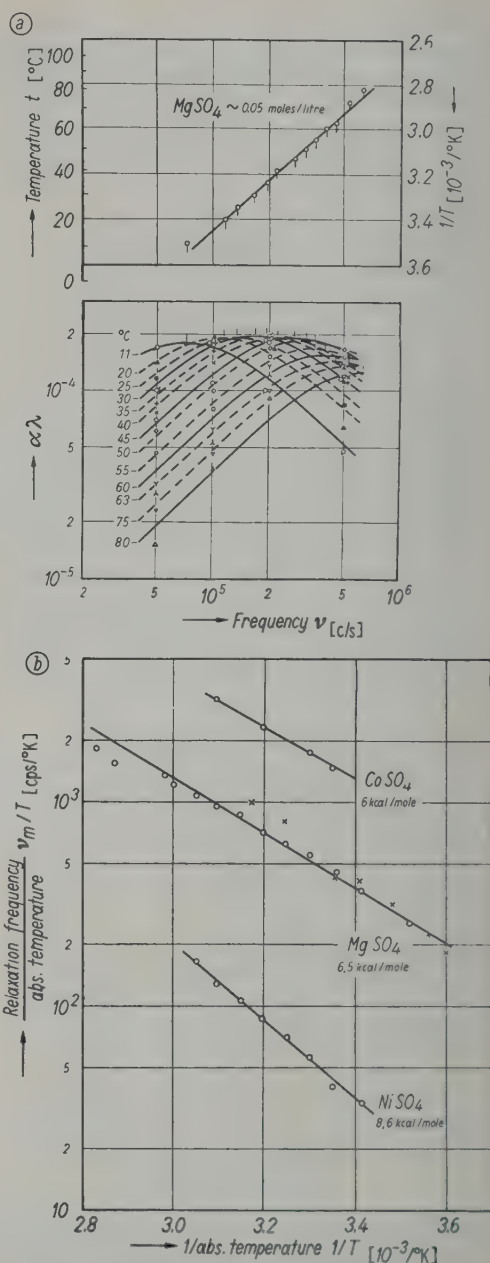 a
Temperature t [°C]
100
80
60
40
20
0
MgSO₄ ~ 0.05 moles/litre
2.6
2.8
3.0
3.2
3.4
3.6
1/T [10⁻³/°K]
αλ
2
10⁻⁴
5
2
10⁻⁵
°C
11
20
25
30
35
40
45
50
55
60
63
75
80
2 5 10⁵ 2 5 10⁶
Frequency ν [c/s]
b
Relaxation frequency νₘ/T [cps/°K]
abs. temperature
5
2
10³
5
2
10²
5
2
10
CoSO₄
6 kcal/mole
MgSO₄
6,5 kcal/mole
NiSO₄
8,6 kcal/mole
2.8 3.0 3.2 3.4 3.6
1/abs. temperature 1/T [10⁻³/°K]